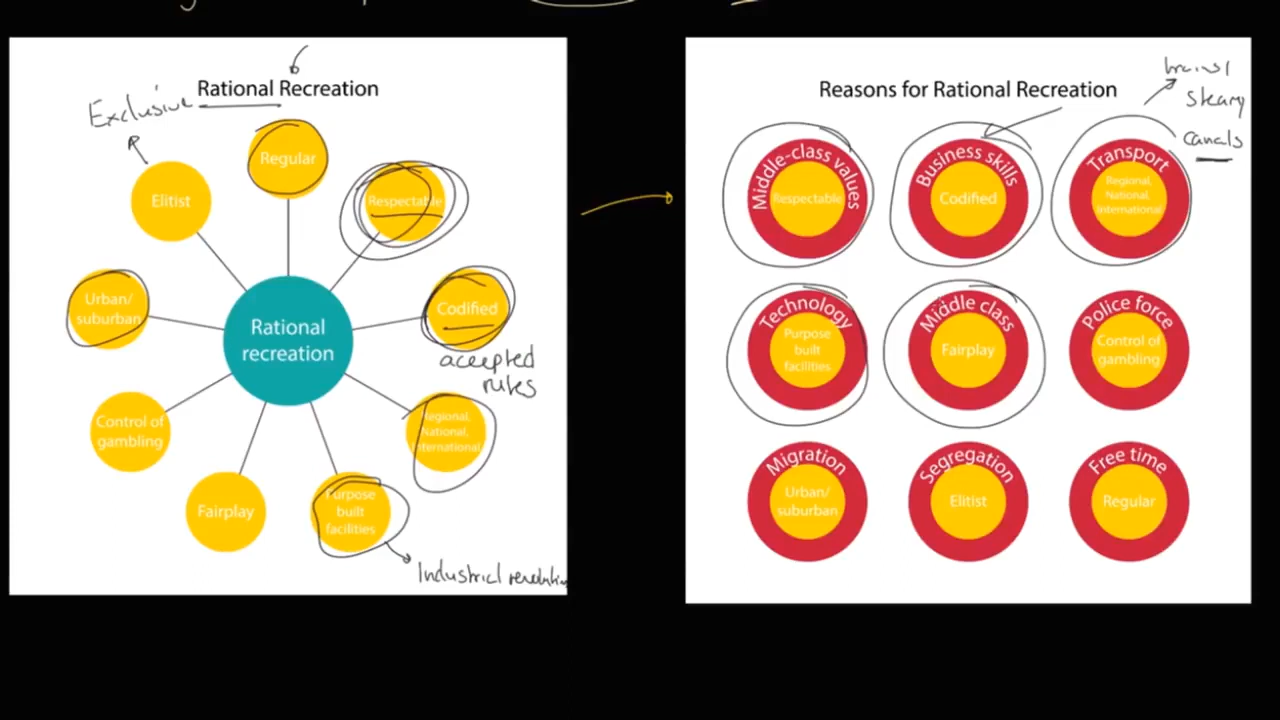 Rational Recreation
Exclusive
Regular
Elitist
Respectable
Urban/
suburban
Codified
accepted
rules
Rational
recreation
Control of
gambling
Regional,
National,
International
Fairplay
Purpose
built
facilities
Industrial revolution
Reasons for Rational Recreation
canals
Middle-class values
Respectable
Business skills
Codified
Transport
Regional,
National,
International
Technology
Purpose
built
facilities
Middle class
Fairplay
Police force
Control of
gambling
Migration
Urban/
suburban
Segregation
Elitist
Free time
Regular